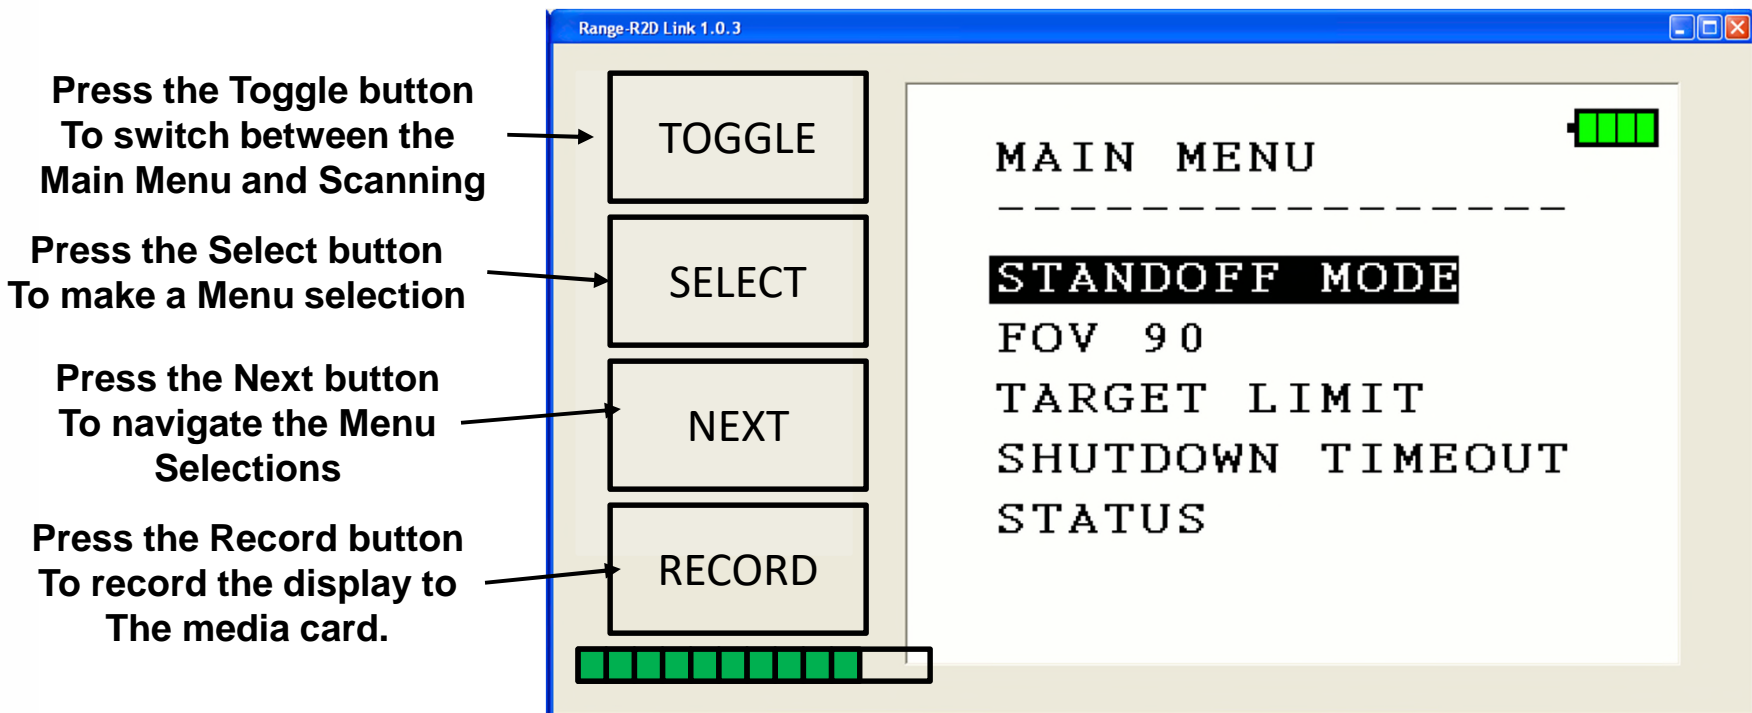 Range-R2D Link 1.0.3
Press the Toggle button
To switch between the
Main Menu and Scanning
Press the Select button
To make a Menu selection
Press the Next button
To navigate the Menu
Selections
Press the Record button
To record the display to
The media card.
TOGGLE
SELECT
NEXT
RECORD
MAIN MENU
----------------
STANDOFF MODE
FOV 90
TARGET LIMIT
SHUTDOWN TIMEOUT
STATUS